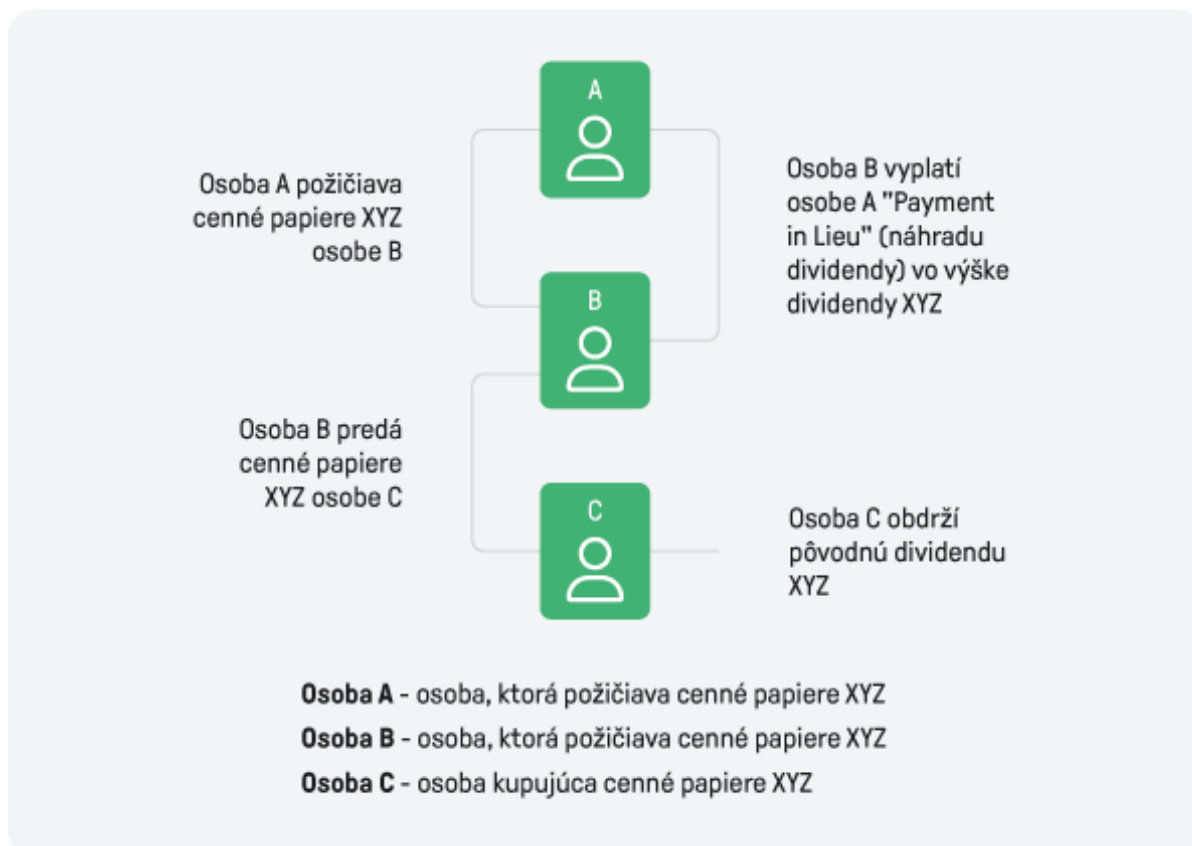 A
Osoba A požičiava
cenné papiere XYZ
osobe B
Osoba B vyplatí
osobe A "Payment
in Lieu" (náhradu
dividendy) vo výške
dividendy XYZ
B
Osoba B predá
cenné papiere
XYZ osobe C
C
Osoba C obdrží
pôvodnú dividendu
XYZ
Osoba A - osoba, ktorá požičiava cenné papiere XYZ
Osoba B - osoba, ktorá požičiava cenné papiere XYZ
Osoba C - osoba kupujúca cenné papiere XYZ